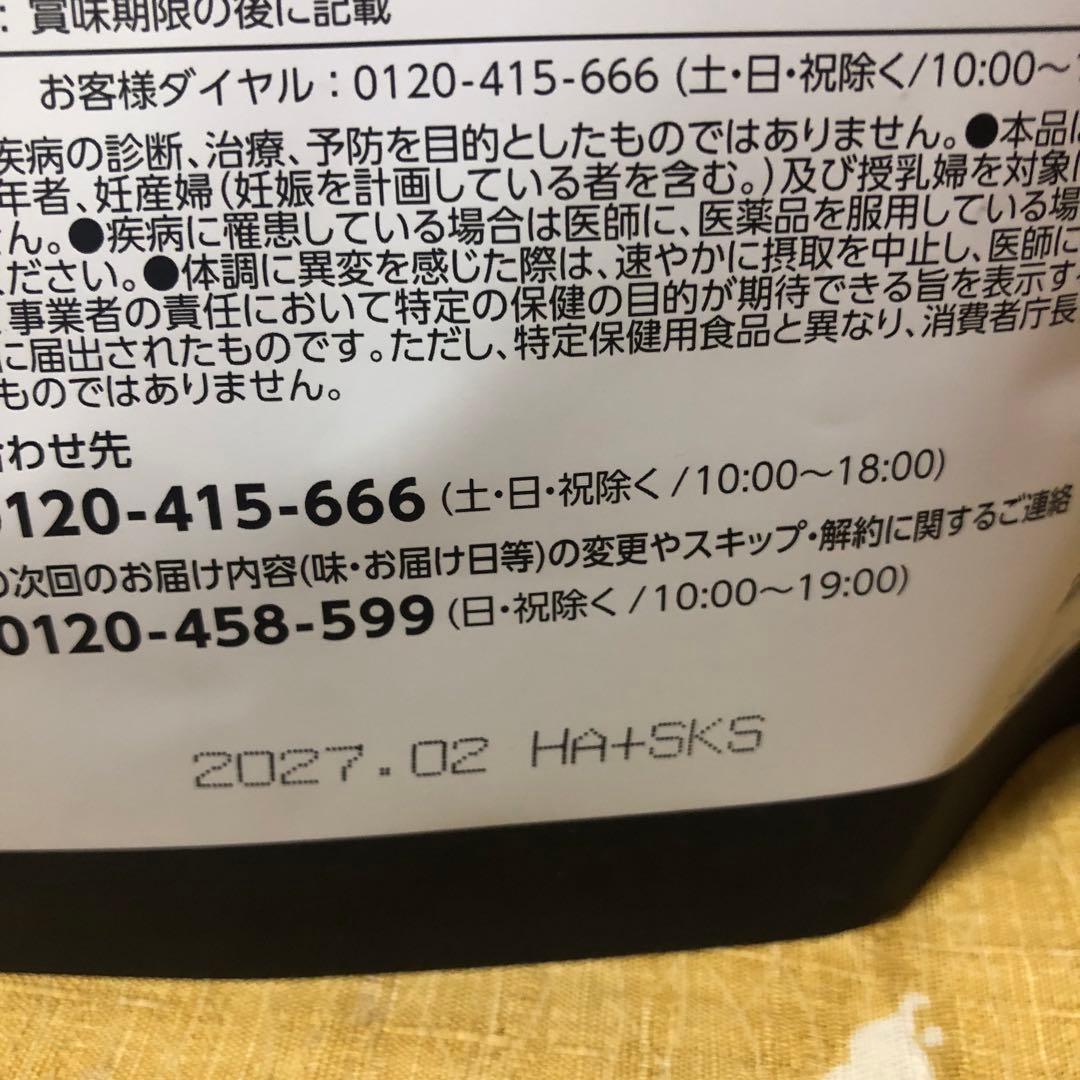 : 賞味期限の後に記載
お客様ダイヤル：0120-415-666 (土・日・祝除く/10:00～
疾病の診断、治療、予防を目的としたものではありません。●本品は
年者、妊産婦（妊娠を計画している者を含む。）及び授乳婦を対象に
せん。●疾病に罹患している場合は医師に、医薬品を服用している場
ください。●体調に異変を感じた際は、速やかに摂取を中止し、医師に
、事業者の責任において特定の保健の目的が期待できる旨を表示す
に届出されたものです。ただし、特定保健用食品と異なり、消費者庁長
ものではありません。
合わせ先
0120-415-666 (土・日・祝除く/10:00～18:00)
の次回のお届け内容(味・お届け日等)の変更やスキップ・解約に関するご連絡
0120-458-599 (日・祝除く/10:00～19:00)
2027.02 HA+SKS